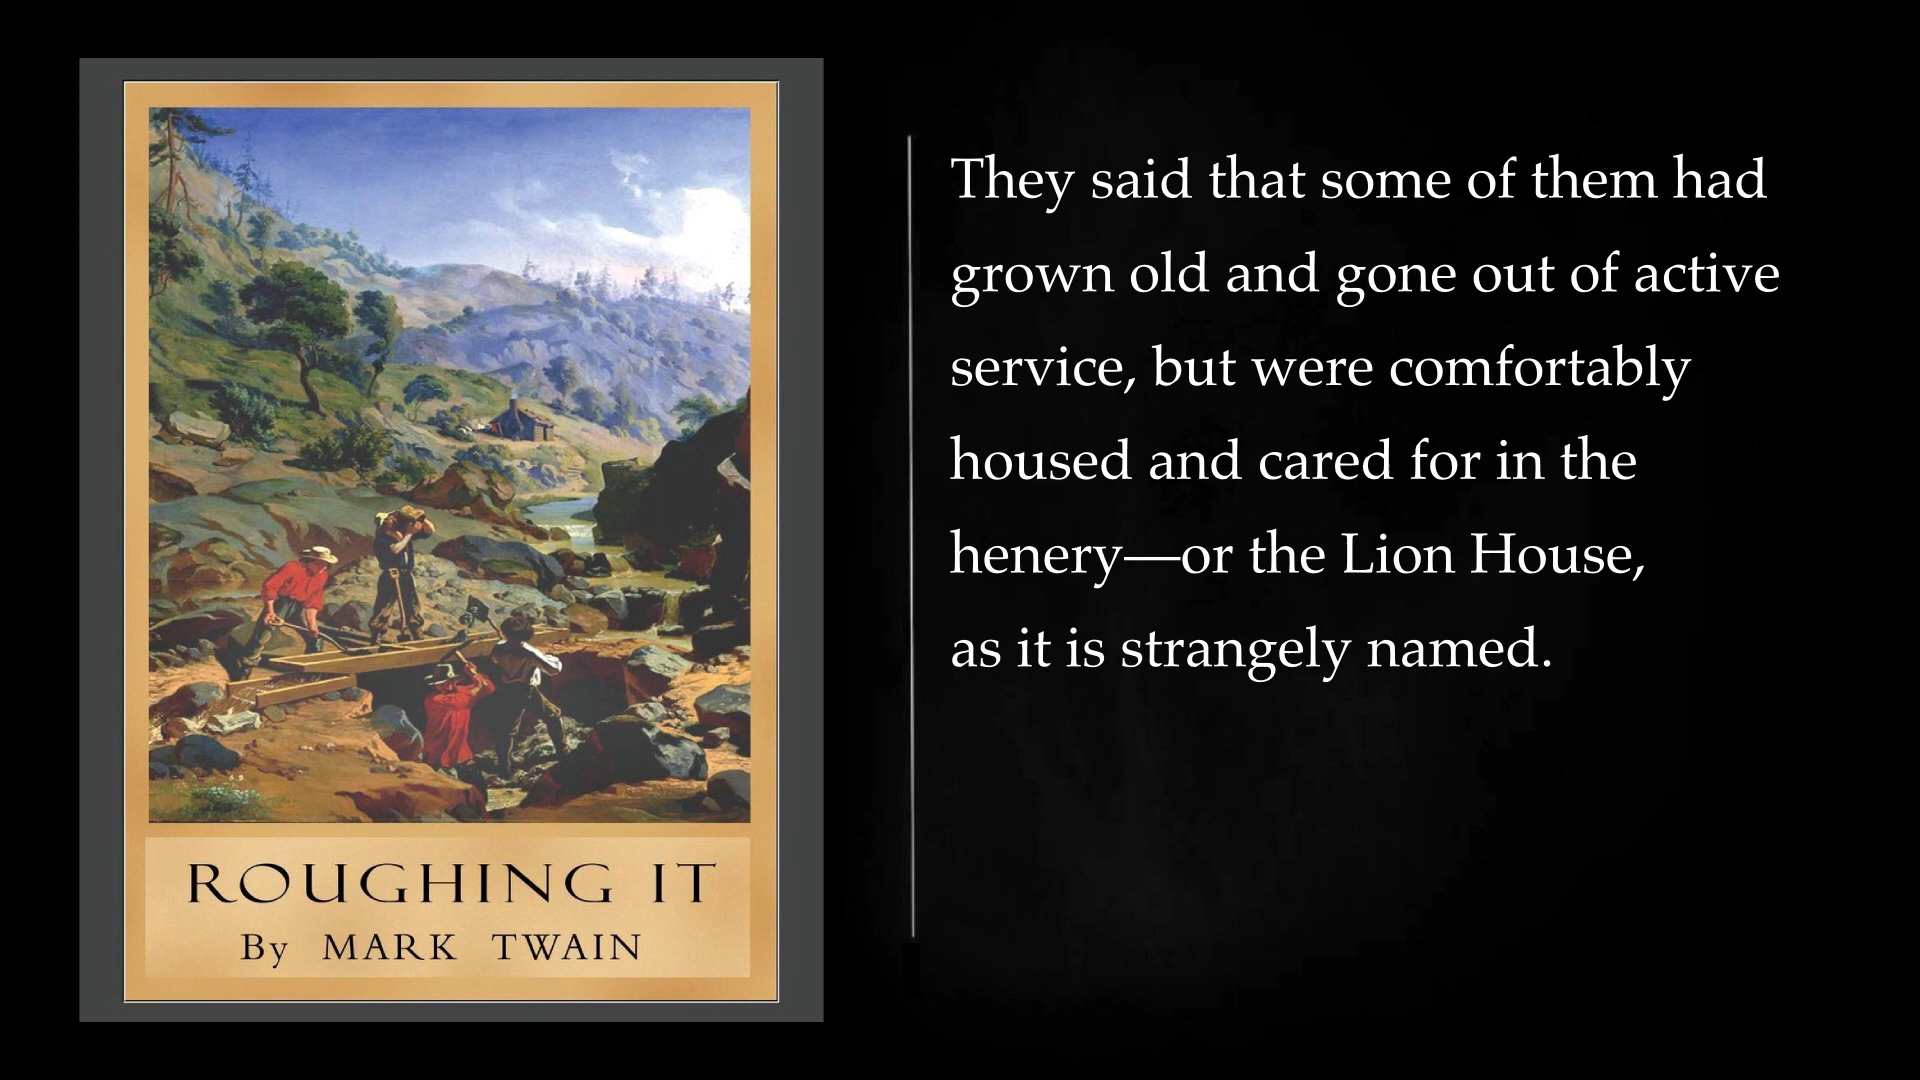 They said that some of them had
grown old and gone out of active
service, but were comfortably
housed and cared for in the
henery—or the Lion House,
as it is strangely named.
ROUGHING IT
By MARK TWAIN